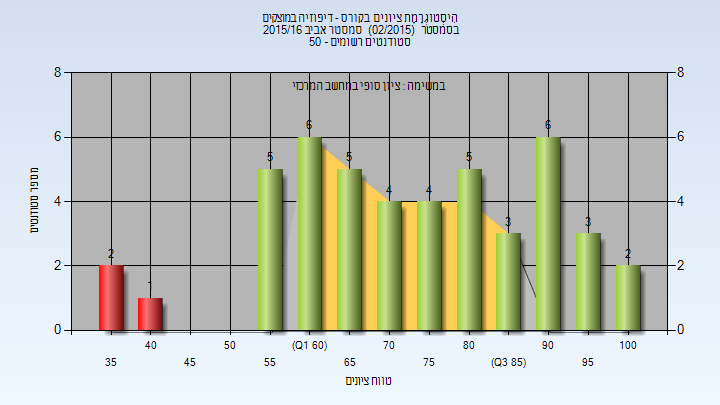 היסטוגרמת ציונים בקורס - דיפוזיה במוצקים
בסמסטר (02/2015) סמסטר אביב 2015/16
סטודנטים רשומים - 50
במשימה : ציון סופי במחשב המרכזי
8 8
6 6
4 4
2 2
0 0
2 1 5 6 5 4 4 5 3 6 3 2
מספר סטודנטים
40 50 (Q1 60) 70 80 90 100
35 45 55 65 75 (Q3 85) 95
טווח ציונים